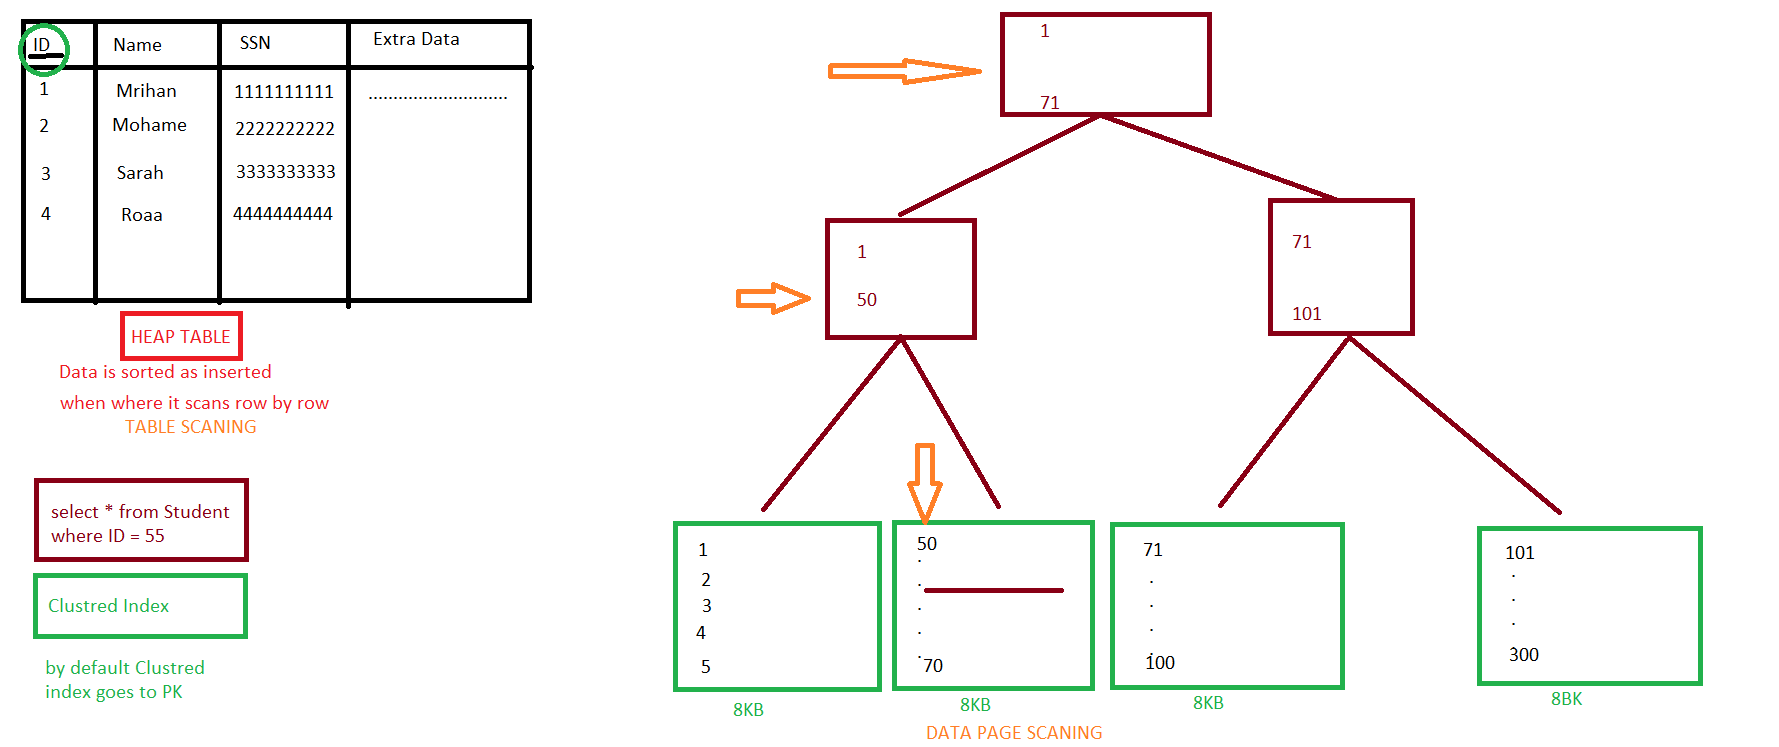 ID Name SSN Extra Data
1 Mrihan 1111111111 ............................
2 Mohame 2222222222
3 Sarah 3333333333
4 Roaa 4444444444
HEAP TABLE
Data is sorted as inserted
when where it scans row by row
TABLE SCANING
select * from Student
where ID = 55
Clustred Index
by default Clustred
index goes to PK
1
71
1
50
71
101
1
2
3
4
5
8KB
50
.
.
.
.
.
70
8KB
71
.
.
.
.
100
8KB
101
.
.
.
.
300
8BK
DATA PAGE SCANING